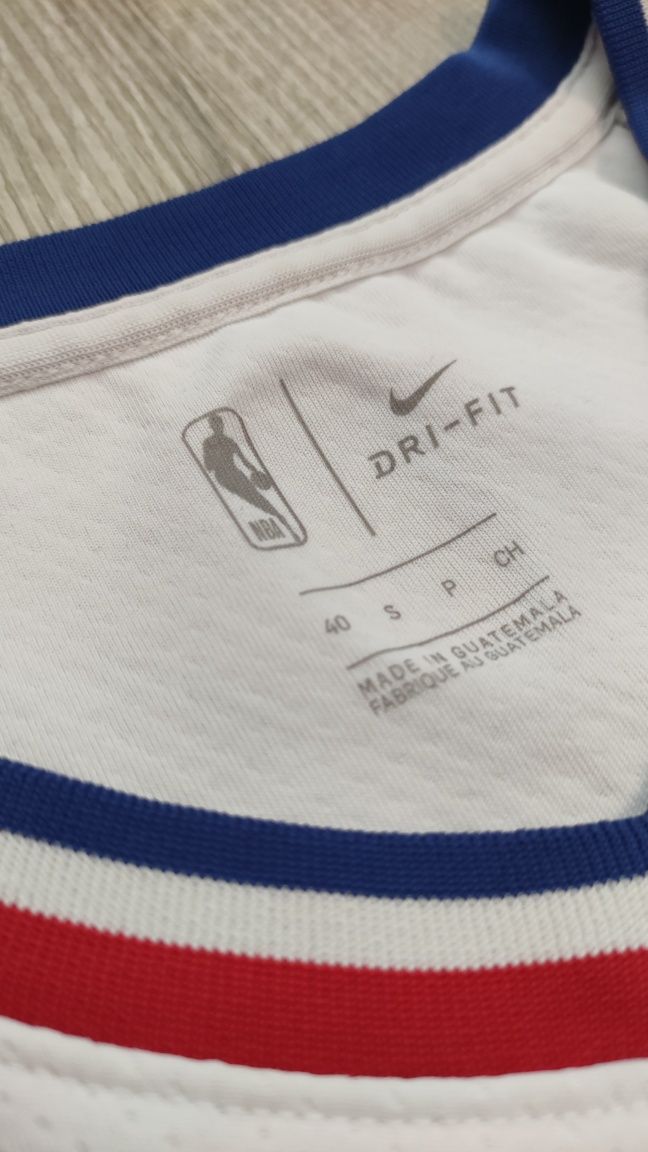 NBA
DRI-FIT
40 S P CH
MADE IN GUATEMALA
FABRIQUE AU GUATEMALA